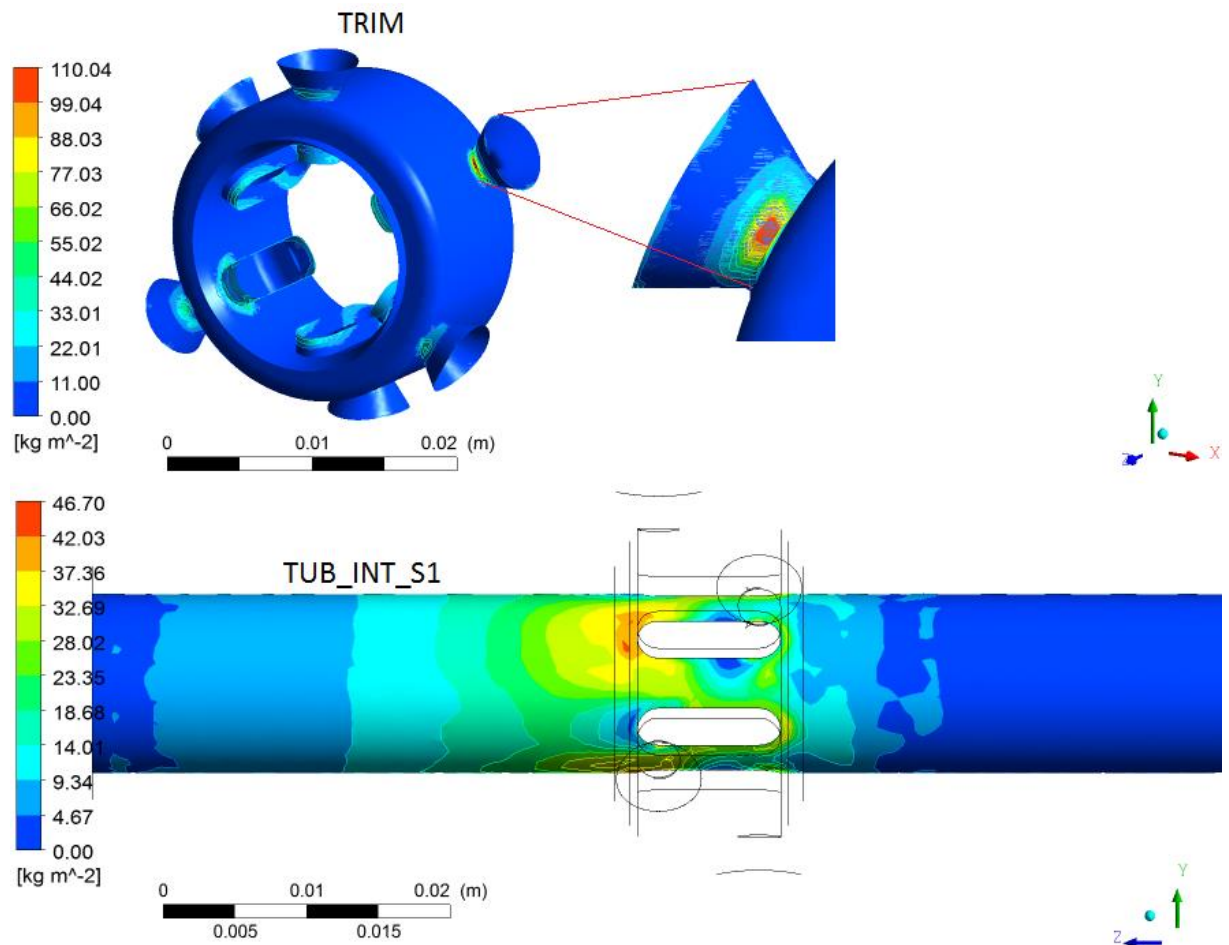 TRIM
110.04
99.04
88.03
77.03
66.02
55.02
44.02
33.01
22.01
11.00
0.00
[kg m^-2]
0 0.01 0.02 (m)
Y
Z X
46.70
42.03
37.36
32.69
28.02
23.35
18.68
14.01
9.34
4.67
0.00
[kg m^-2]
TUB_INT_S1
0 0.01 0.02 (m)
0.005 0.015
Y
Z